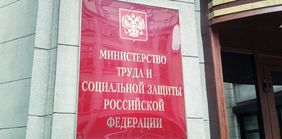 МИНИСТЕРСТВО
ТРУДА И
СОЦИАЛЬНОЙ ЗАЩИТЫ
РОССИЙСКОЙ
ФЕДЕРАЦИИ